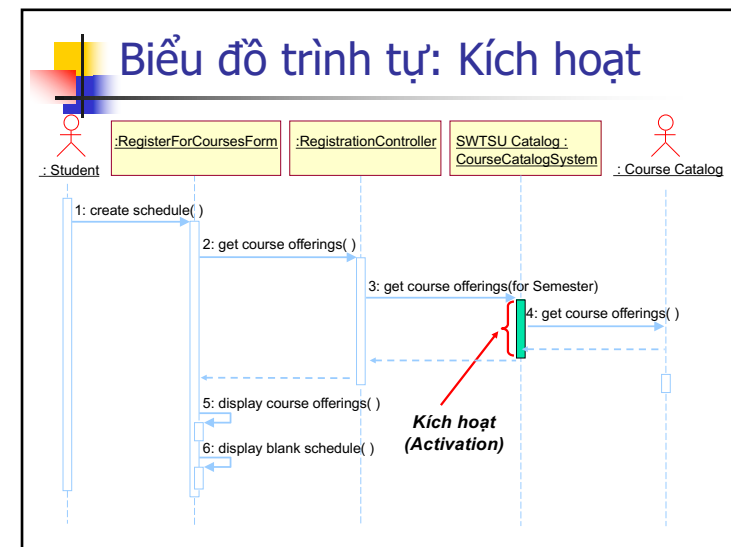 Biểu đồ trình tự: Kích hoạt
: Student
:RegisterForCoursesForm
:RegistrationController
SWTSU Catalog :
CourseCatalogSystem
: Course Catalog
1: create schedule( )
2: get course offerings( )
3: get course offerings(for Semester)
4: get course offerings( )
5: display course offerings( )
Kích hoạt
(Activation)
6: display blank schedule( )